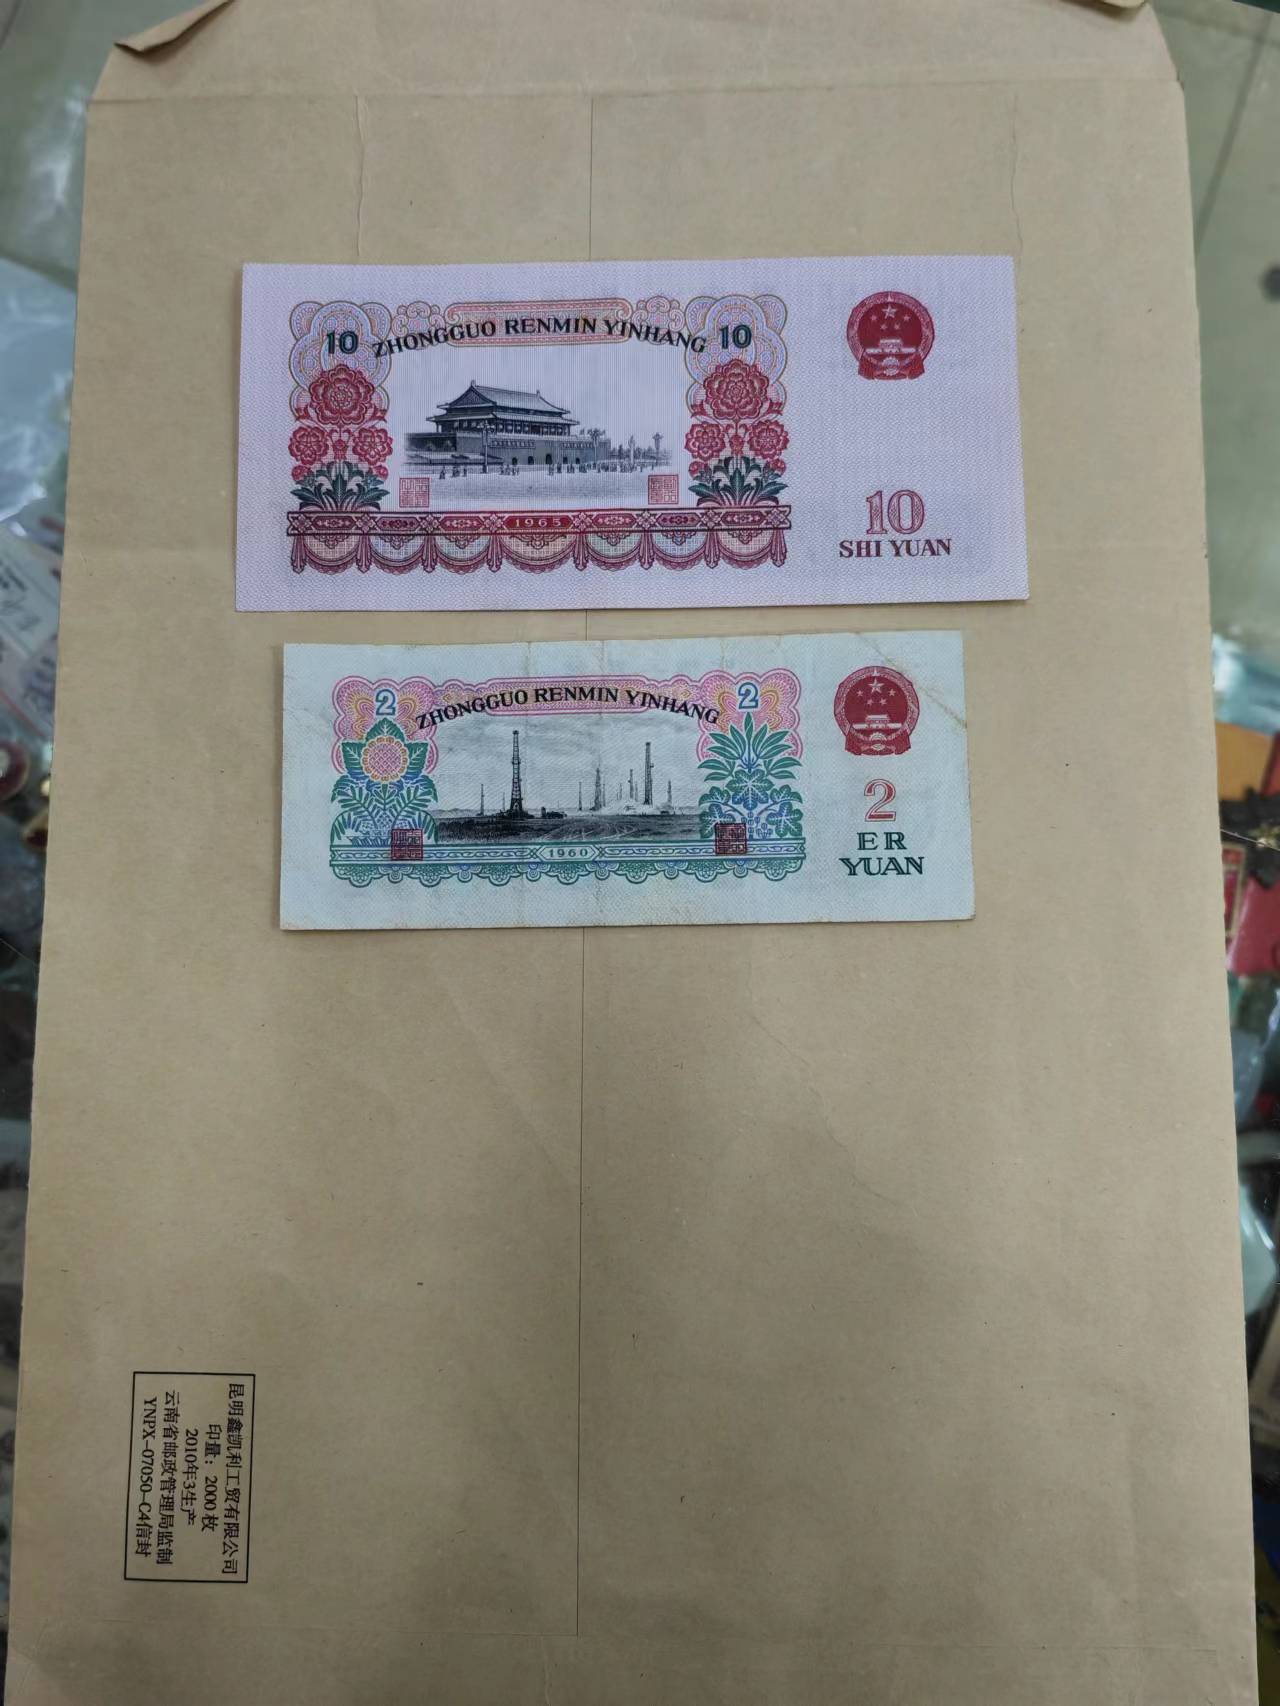 10 ZHONGGUO RENMIN YINHANG 10
1965
10
SHI YUAN
2 ZHONGGUO RENMIN YINHANG 2
1960
2
ER
YUAN
昆明鑫凯利工贸有限公司
印量：2000枚
2010年3生产
云南省邮政管理局监制
YNPX-07050-C4信封